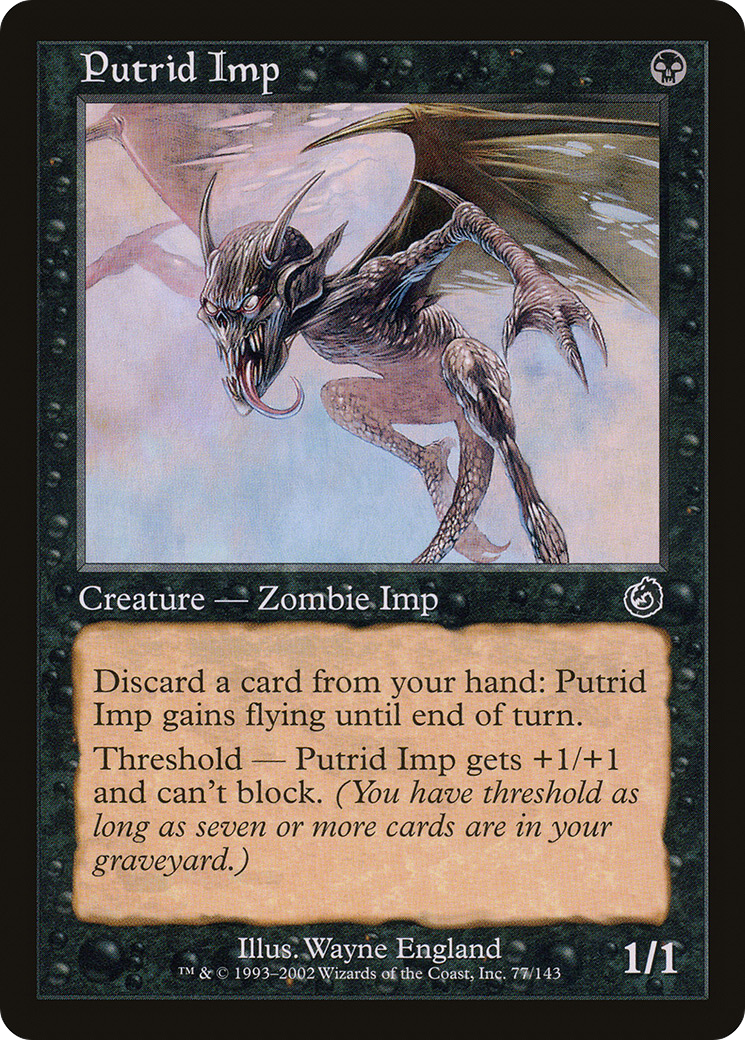 Putrid Imp
Creature — Zombie Imp
Discard a card from your hand: Putrid
Imp gains flying until end of turn.
Threshold — Putrid Imp gets +1/+1
and can't block. (You have threshold as
long as seven or more cards are in your
graveyard.)
Illus. Wayne England
™ & © 1993–2002 Wizards of the Coast, Inc. 77/143
1/1